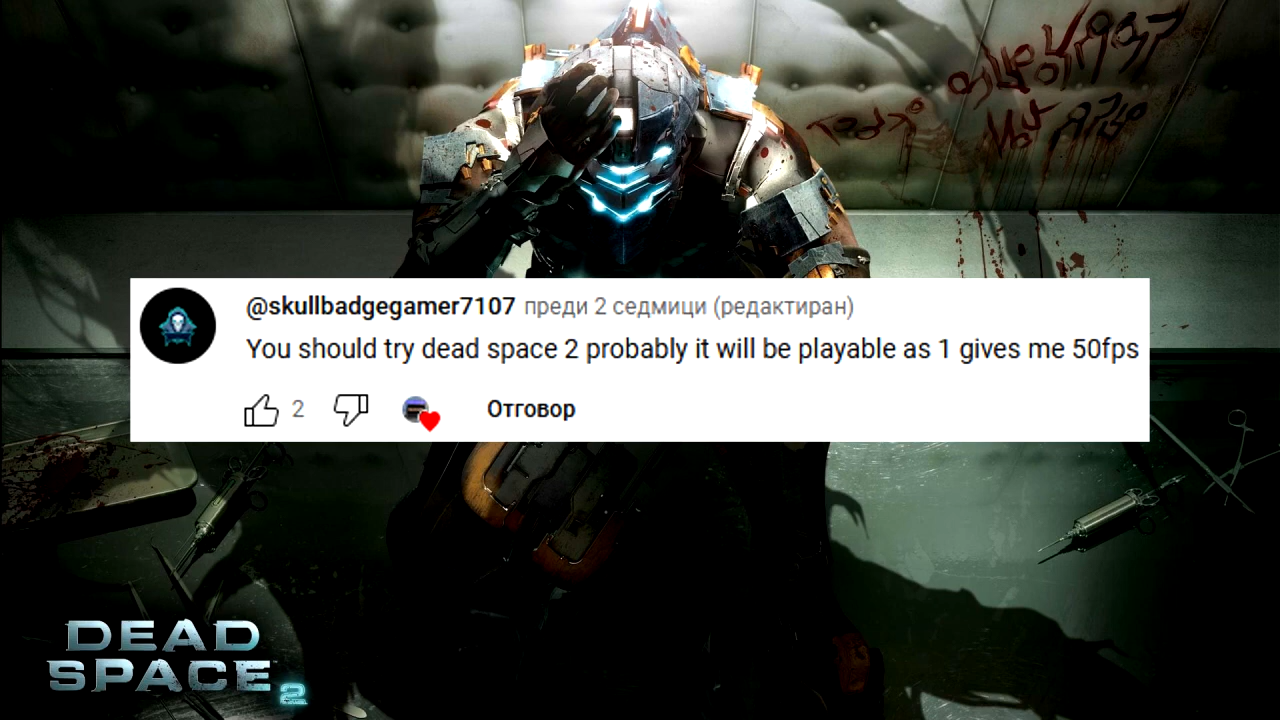 @skullbadgegamer7107 преди 2 седмици (редактиран)
You should try dead space 2 probably it will be playable as 1 gives me 50fps
2
Отговор
DEAD
SPACE 2